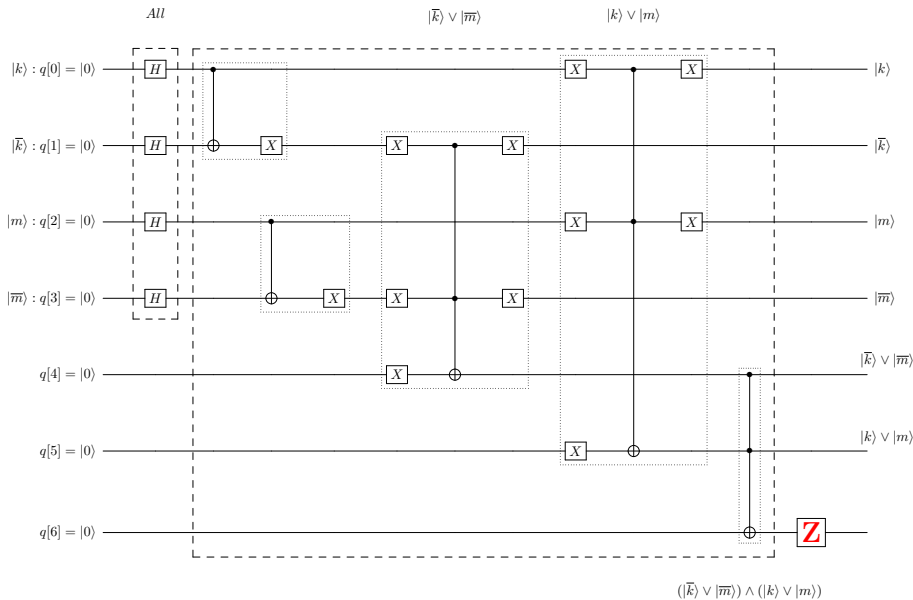 All |k̅⟩ ∨ |m̅⟩ |k⟩ ∨ |m⟩
|k⟩ : q[0] = |0⟩ H X X |k⟩
|k̅⟩ : q[1] = |0⟩ H X X X |k̅⟩
|m⟩ : q[2] = |0⟩ H X X |m⟩
|m̅⟩ : q[3] = |0⟩ H X X X |m̅⟩
|k̅⟩ ∨ |m̅⟩
q[4] = |0⟩ X
|k⟩ ∨ |m⟩
q[5] = |0⟩ X
q[6] = |0⟩ Z
(|k̅⟩ ∨ |m̅⟩) ∧ (|k⟩ ∨ |m⟩)